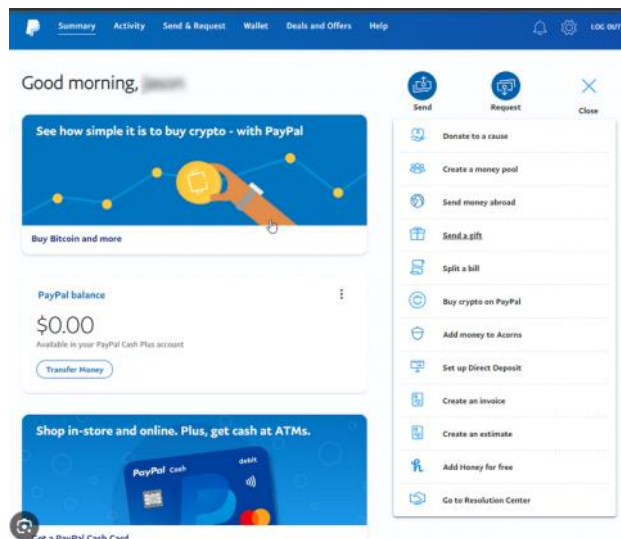 Summary Activity Send & Request Wallet Deals and Offers Help LOG OUT
Good morning,
Send Request Close
See how simple it is to buy crypto - with PayPal
Buy Bitcoin and more
PayPal balance
$0.00
Available in your PayPal Cash Plus account
Transfer Money
Shop in-store and online. Plus, get cash at ATMs.
PayPal Cash debit
Get a PayPal Cash Card
Donate to a cause
Create a money pool
Send money abroad
Send a gift
Split a bill
Buy crypto on PayPal
Add money to Acorns
Set up Direct Deposit
Create an invoice
Create an estimate
Add Honey for free
Go to Resolution Center